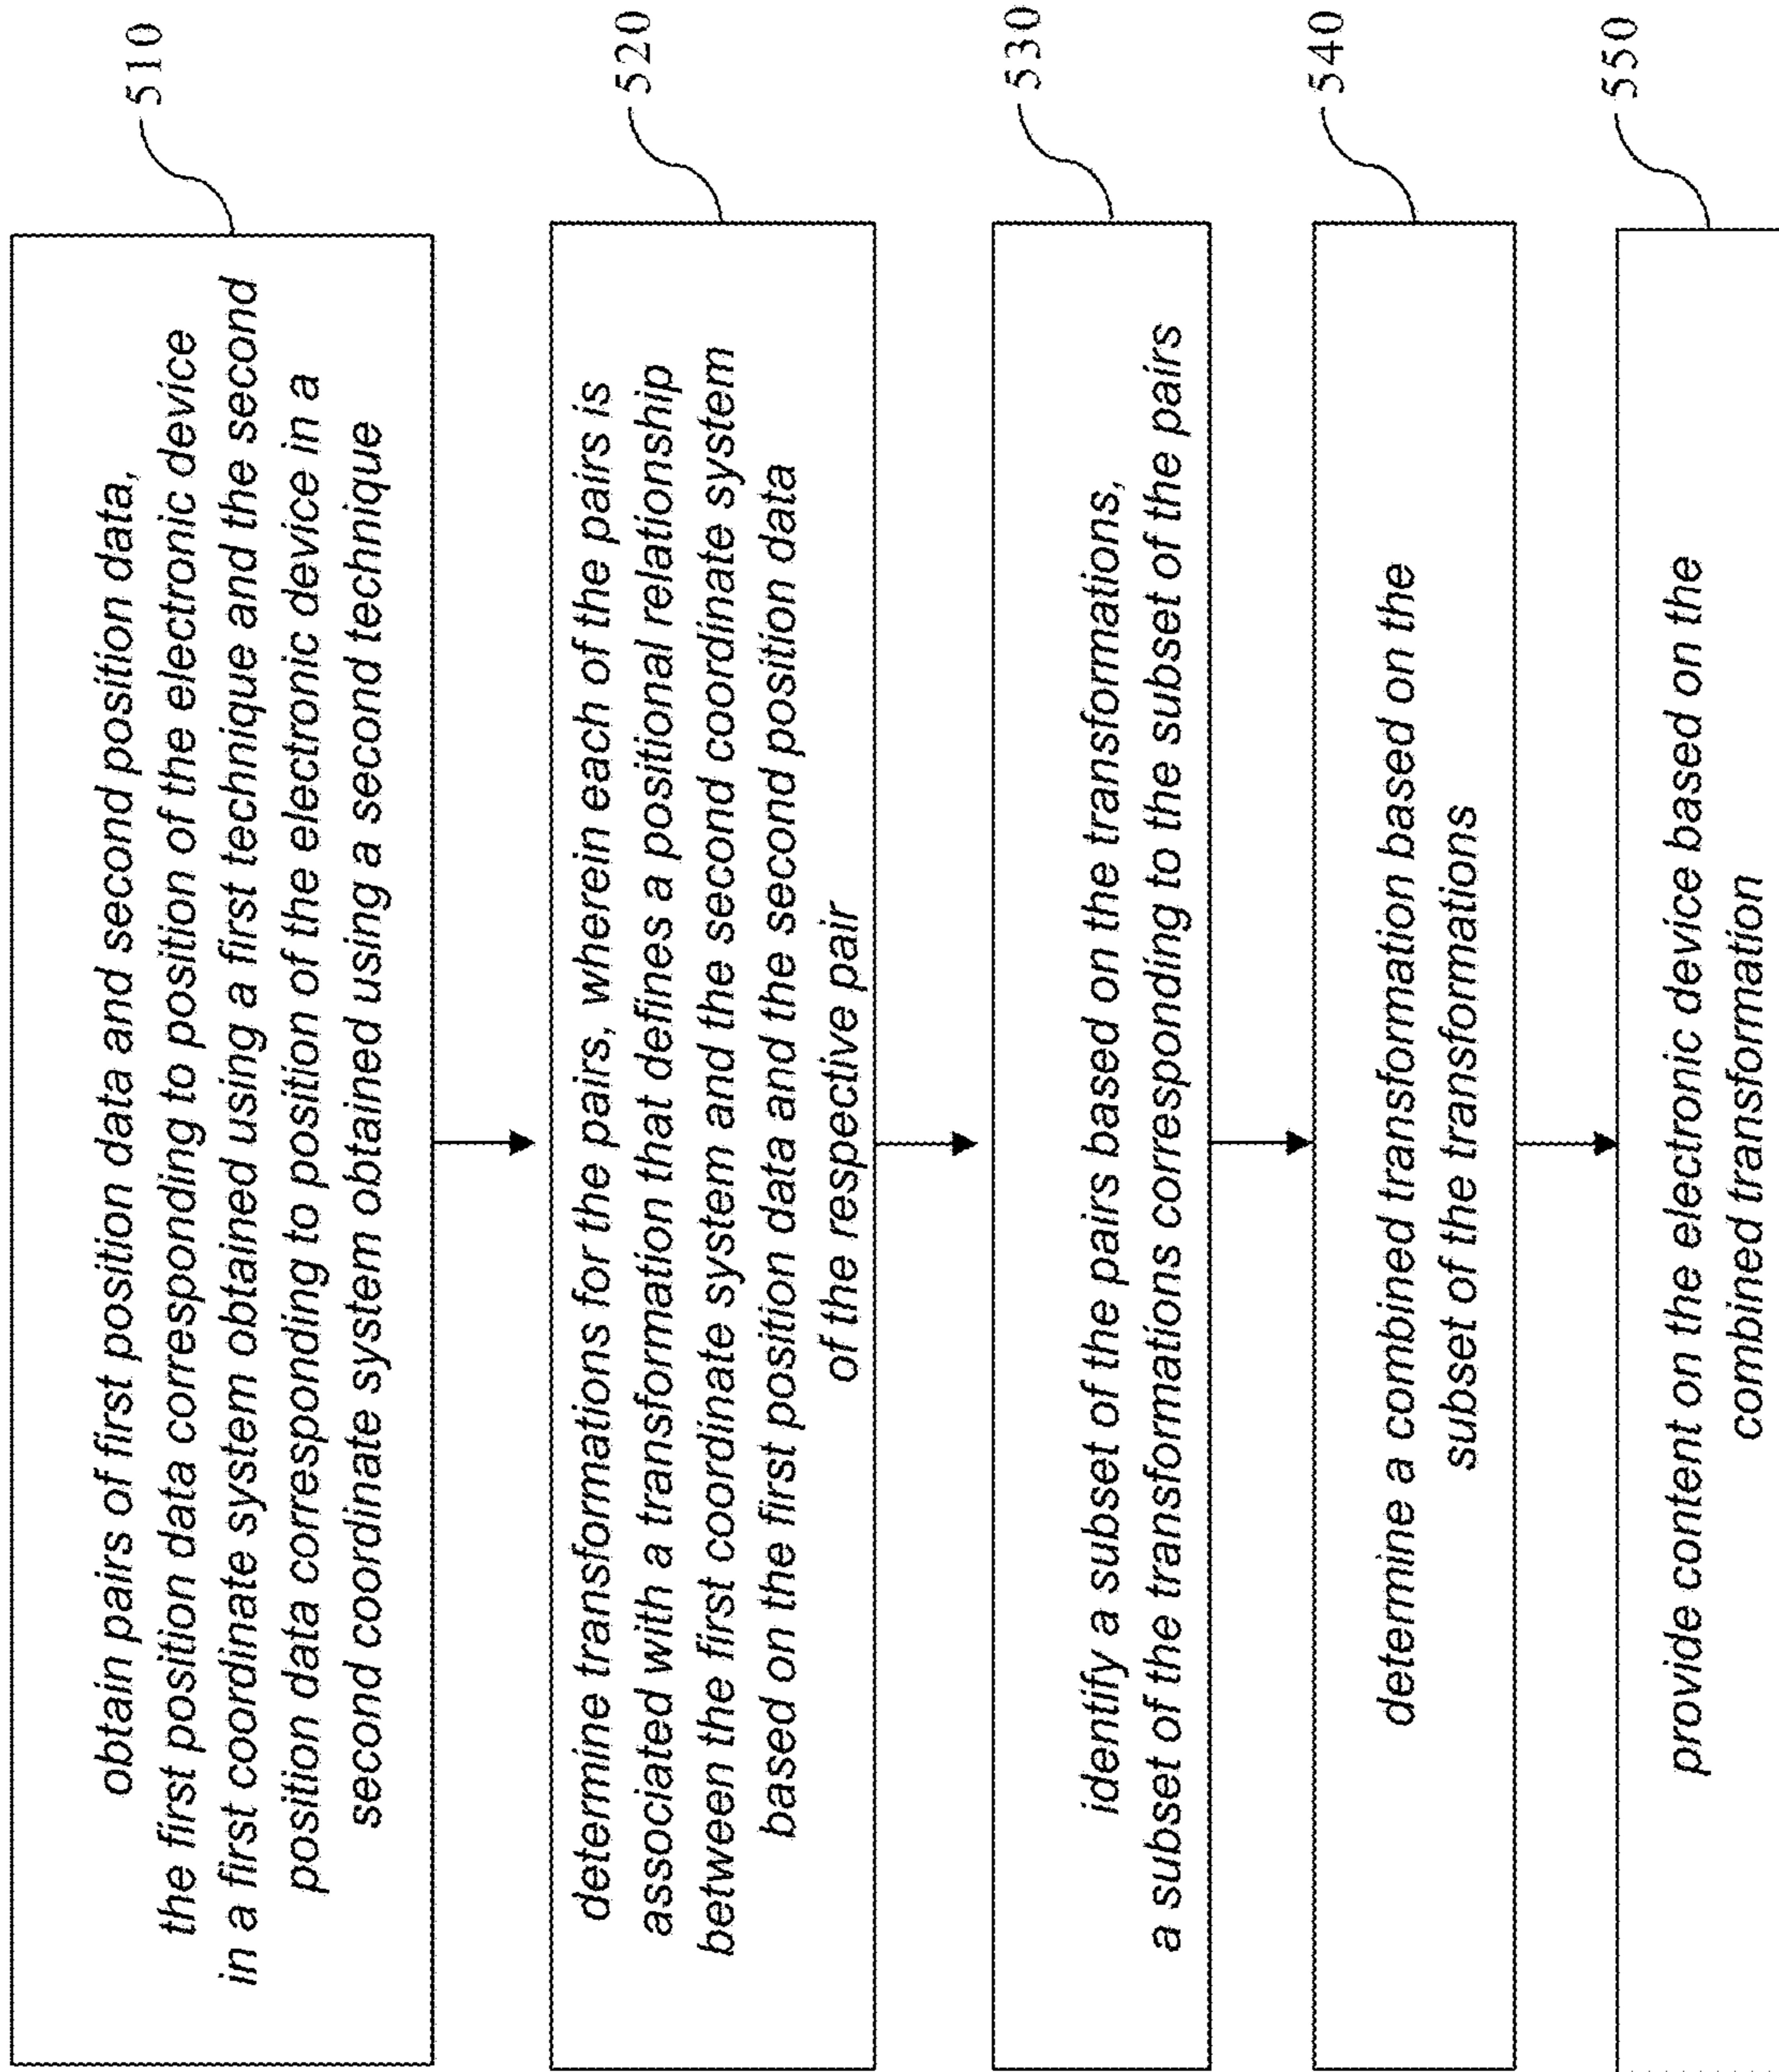 obtain pairs of first position data and second position data,
the first position data corresponding to position of the electronic device
in a first coordinate system obtained using a first technique and the second
position data corresponding to position of the electronic device in a
second coordinate system obtained using a second technique
510
determine transformations for the pairs, wherein each of the pairs is
associated with a transformation that defines a positional relationship
between the first coordinate system and the second coordinate system
based on the first position data and the second position data
of the respective pair
520
identify a subset of the pairs based on the transformations,
a subset of the transformations corresponding to the subset of the pairs
530
determine a combined transformation based on the
subset of the transformations
540
provide content on the electronic device based on the
combined transformation
550